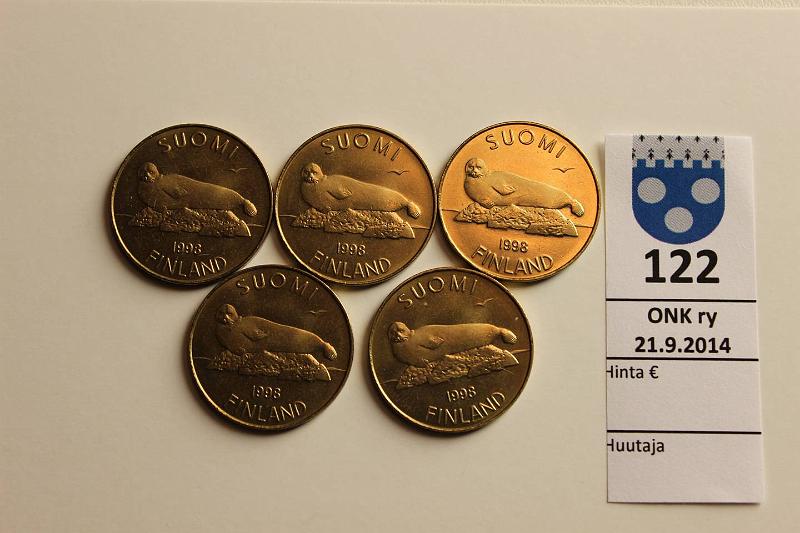 SUOMI
1998
FINLAND
SUOMI
1998
FINLAND
SUOMI
1998
FINLAND
SUOMI
1998
FINLAND
SUOMI
1998
FINLAND
122
ONK ry
21.9.2014
Hinta €
Huutaja